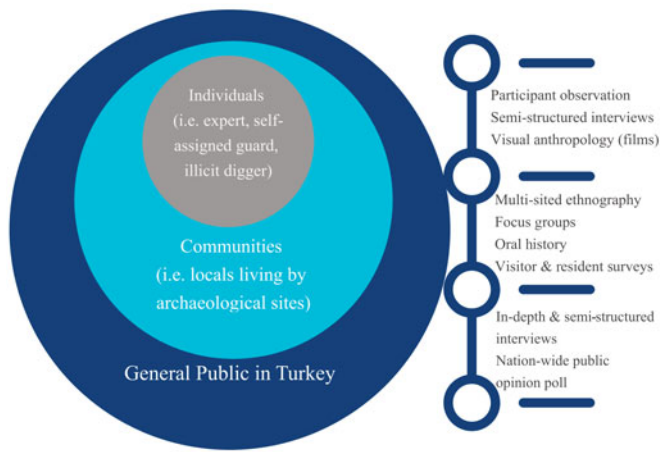 Individuals
(i.e. expert, self-
assigned guard,
illicit digger)
Communities
(i.e. locals living by
archaeological sites)
General Public in Turkey
Participant observation
Semi-structured interviews
Visual anthropology (films)
Multi-sited ethnography
Focus groups
Oral history
Visitor & resident surveys
In-depth & semi-structured
interviews
Nation-wide public
opinion poll